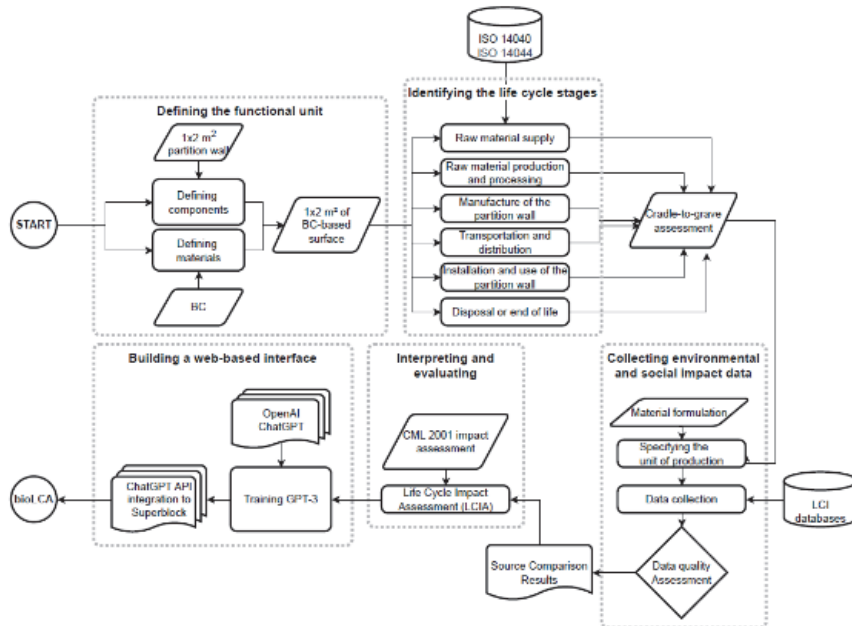 ISO 14040
ISO 14044
Defining the functional unit
Identifying the life cycle stages
1x2 m²
partition wall
Raw material supply
Raw material production
and processing
Defining
components
START
1x2 m² of
BC-based
surface
Manufacture of the
partition wall
Cradle-to-grave
assessment
Defining
materials
Transportation and
distribution
Installation and use of the
partition wall
BC
Disposal or end of life
Building a web-based interface
Interpreting and
evaluating
Collecting environmental
and social impact data
OpenAI
ChatGPT
CML 2001 impact
assessment
Material formulation
Specifying the
unit of production
bioLCA
ChatGPT API
integration to
Superblock
Training GPT-3
Life Cycle Impact
Assessment (LCIA)
Data collection
LCI
databases
Source Comparison
Results
Data quality
Assessment